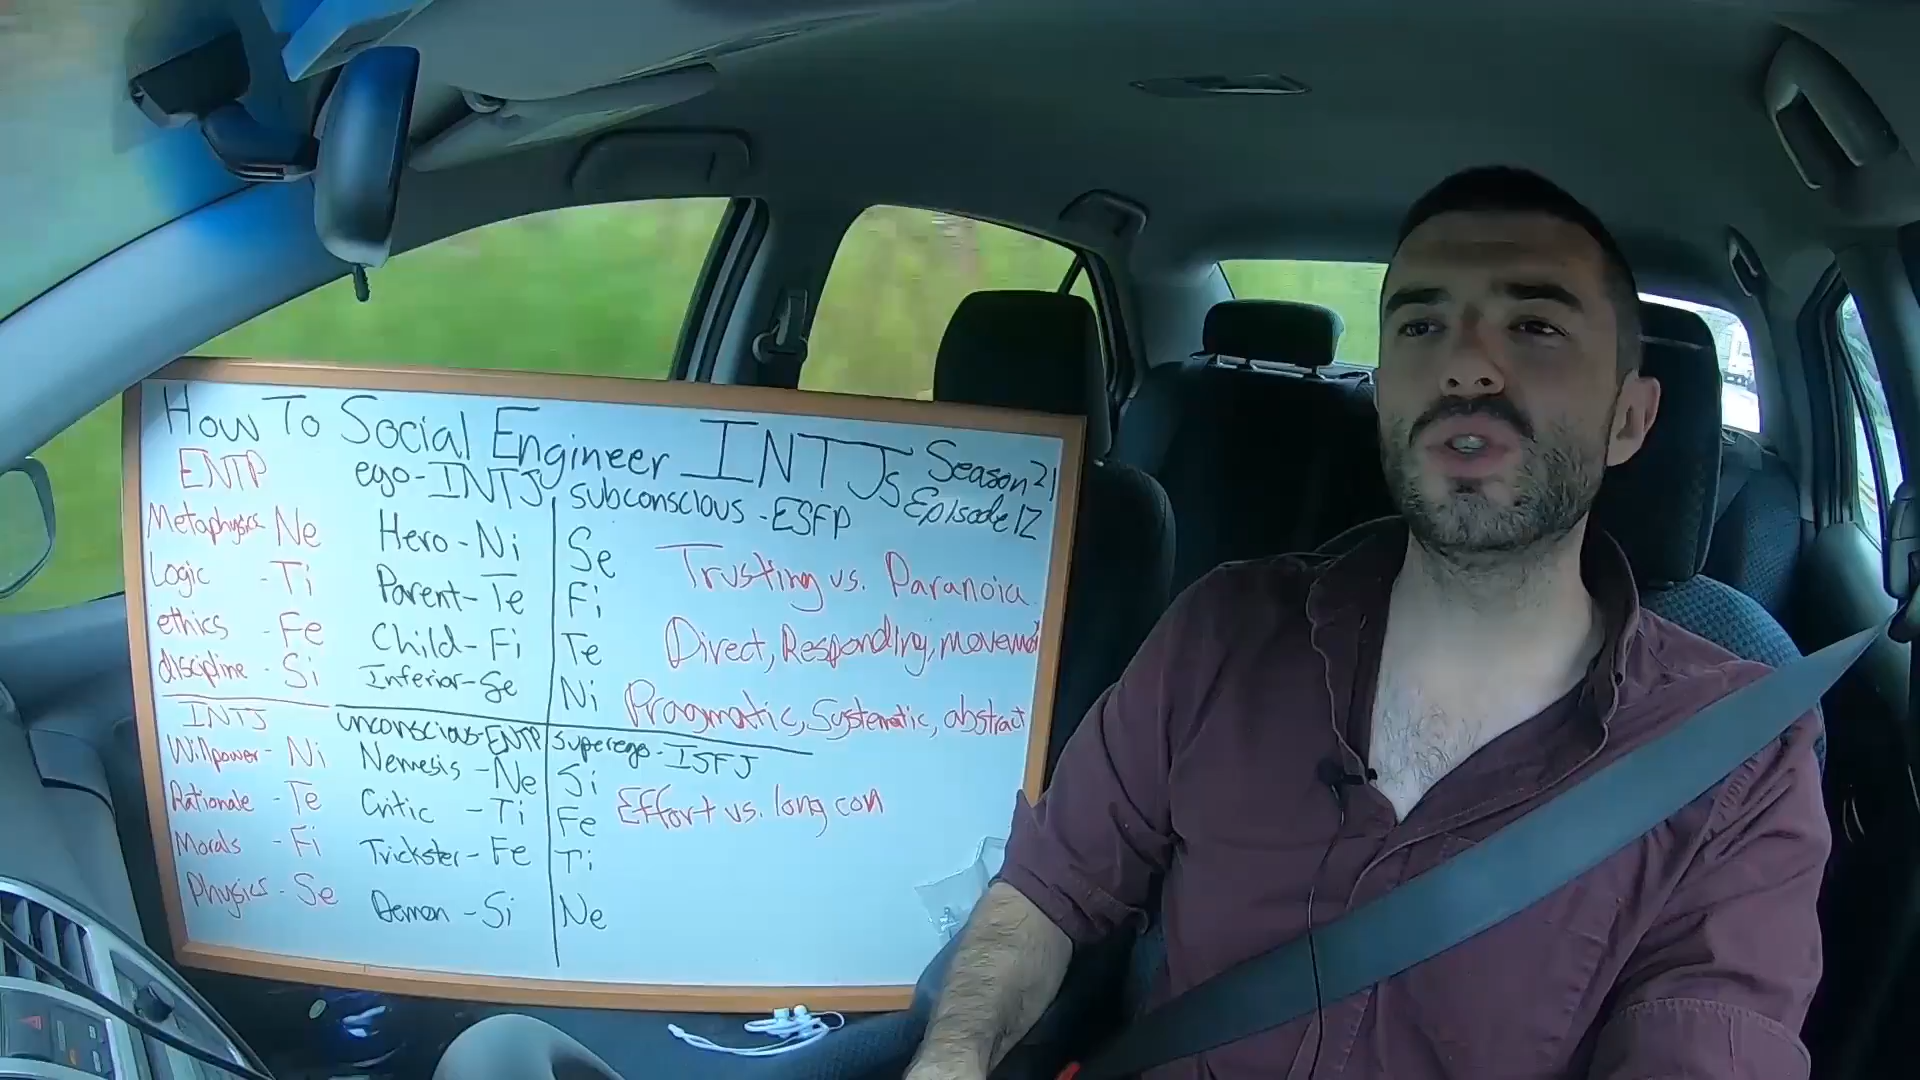 How To Social Engineer INTJs
Season 21
Episode 12
ENTP
ego-INTJ
subconscious-ESFP
Metaphysics Ne
Hero-Ni
Se
Trusting vs. Paranoia
Logic -Ti
Parent-Te
Fi
ethics -Fe
Child-Fi
Te
Direct, Responding, movement
discipline-Si
Inferior-Se
Ni
Pragmatic, Systematic, abstract
INTJ
unconscious-ENTP
superego-ISFJ
Willpower-Ni
Nemesis-Ne
Si
Rationale-Te
Critic -Ti
Fe
Effort vs. long con
Morals -Fi
Trickster-Fe
Ti
Physics-Se
Demon-Si
Ne